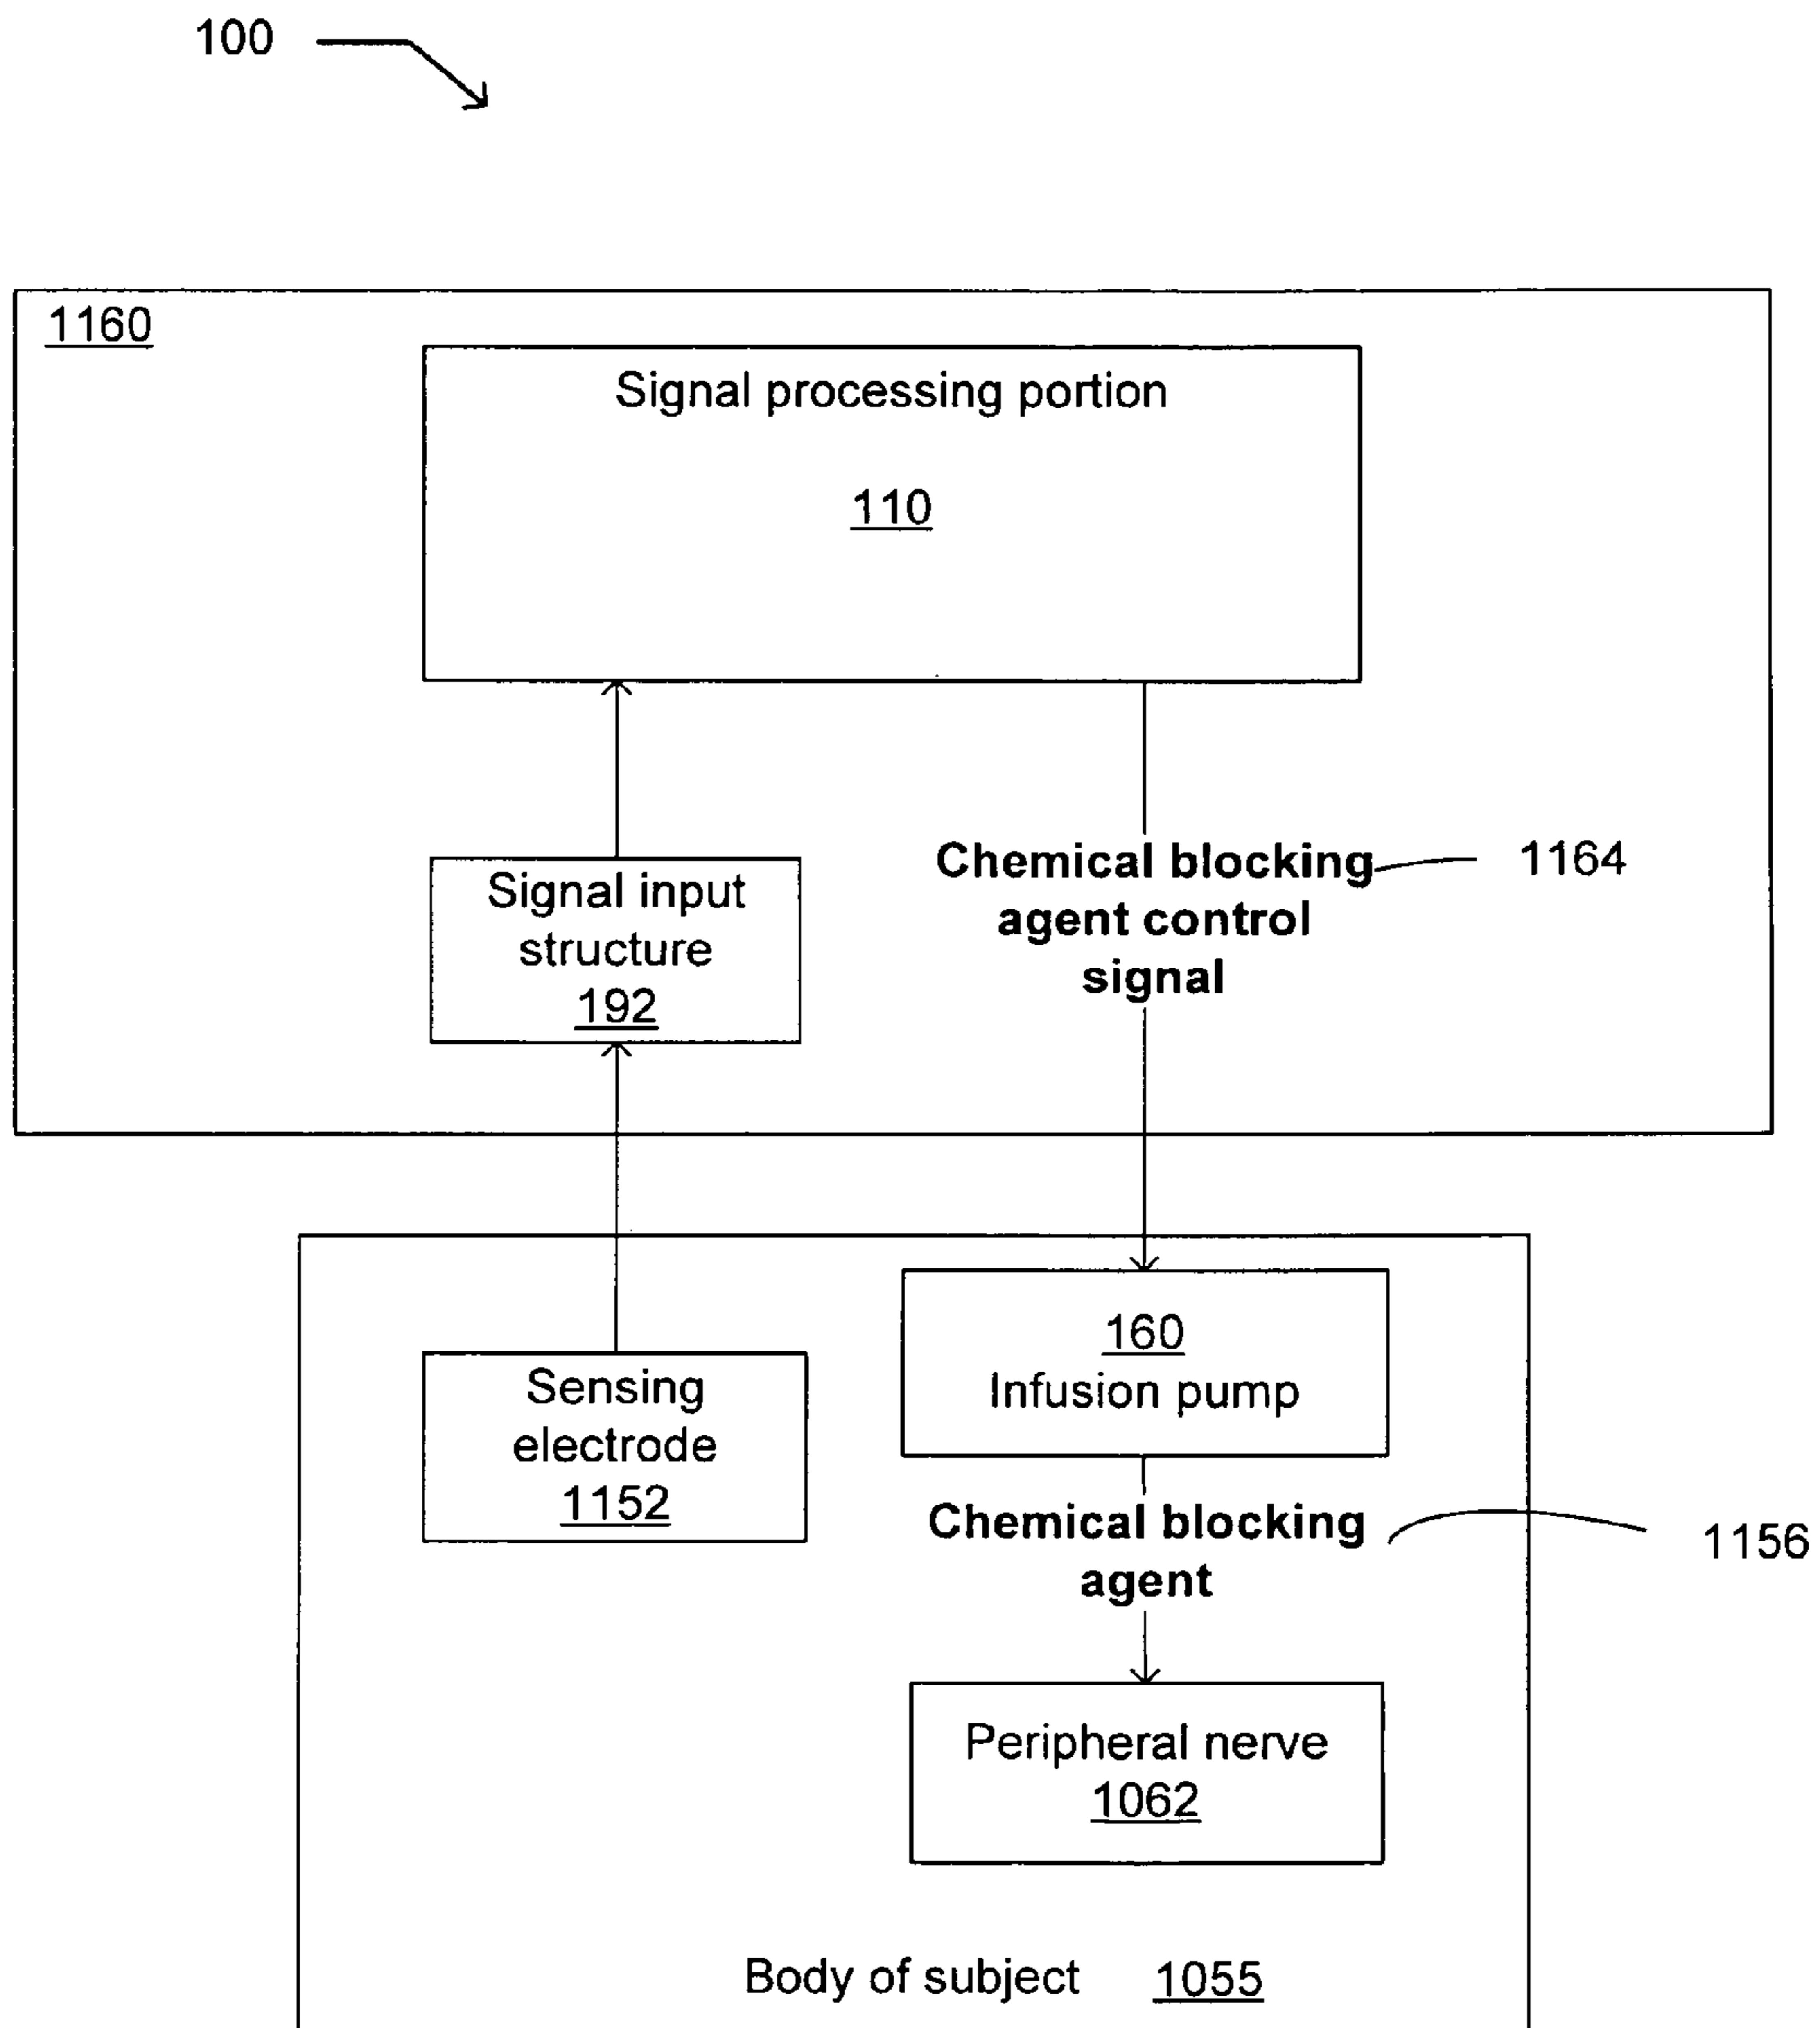 100
1160
Signal processing portion
110
Signal input
structure
192
Chemical blocking
agent control
signal
1164
160
Infusion pump
Sensing
electrode
1152
Chemical blocking
agent
1156
Peripheral nerve
1062
Body of subject 1055